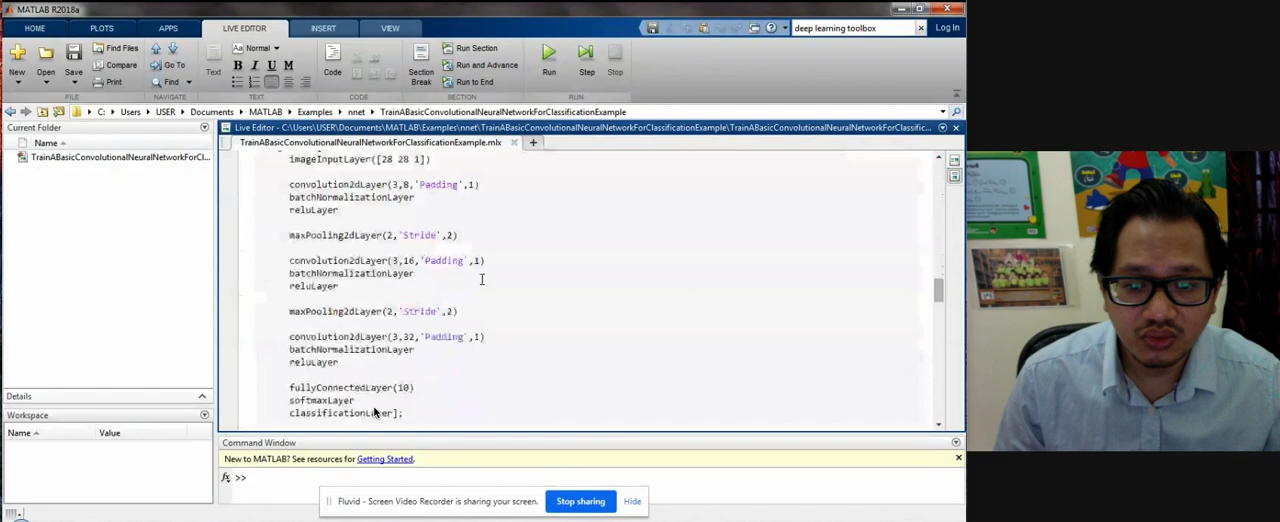 MATLAB R2018a
HOME PLOTS APPS LIVE EDITOR INSERT VIEW deep learning toolbox Log In
New Open Save Find Files Compare Print Go To Find Text Normal B I U M Code Section Break Run Section Run and Advance Run to End Run Step Stop
FILE NAVIGATE TEXT CODE SECTION RUN
C: Users USER Documents MATLAB Examples nnet TrainABasicConvolutionalNeuralNetworkForClassificationExample
Current Folder
Name
TrainABasicConvolutionalNeuralNetworkForCl...
Live Editor - C:\Users\USER\Documents\MATLAB\Examples\nnet\TrainABasicConvolutionalNeuralNetworkForClassificationExample\TrainABasicConvolutionalNeuralNetworkForClassific...
TrainABasicConvolutionalNeuralNetworkForClassificationExample.mlx
imageInputLayer([28 28 1])
convolution2dLayer(3,8,'Padding',1)
batchNormalizationLayer
reluLayer
maxPooling2dLayer(2,'Stride',2)
convolution2dLayer(3,16,'Padding',1)
batchNormalizationLayer
reluLayer
maxPooling2dLayer(2,'Stride',2)
convolution2dLayer(3,32,'Padding',1)
batchNormalizationLayer
reluLayer
fullyConnectedLayer(10)
softmaxLayer
classificationLayer];
Details
Workspace
Name Value
Command Window
New to MATLAB? See resources for Getting Started.
fx >>
Fluvid - Screen Video Recorder is sharing your screen. Stop sharing Hide